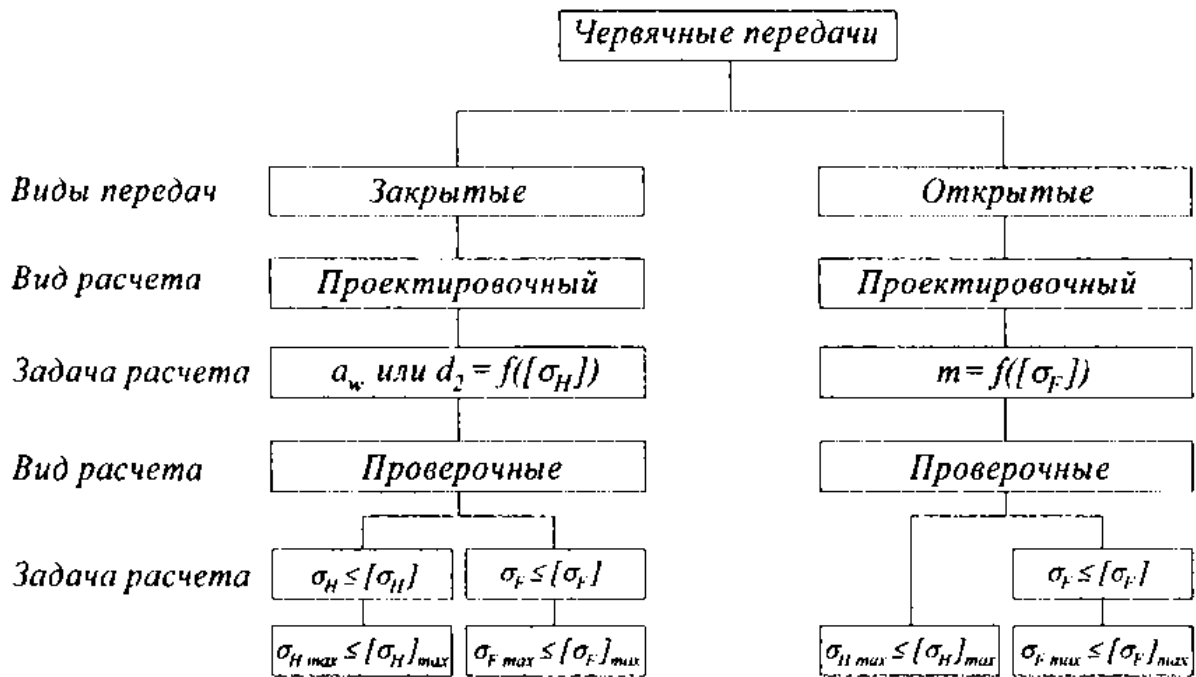 Червячные передачи
Виды передач Закрытые Открытые
Вид расчета Проектировочный Проектировочный
Задача расчета a_w или d_2 = f([σ_H]) m = f([σ_F])
Вид расчета Проверочные Проверочные
Задача расчета σ_H ≤ [σ_H] σ_F ≤ [σ_F] σ_F ≤ [σ_F]
σ_H max ≤ [σ_H]_max σ_F max ≤ [σ_F]_max σ_H max ≤ [σ_H]_max σ_F max ≤ [σ_F]_max